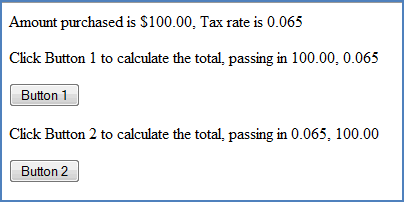 Amount purchased is $100.00, Tax rate is 0.065
Click Button 1 to calculate the total, passing in 100.00, 0.065
Button 1
Click Button 2 to calculate the total, passing in 0.065, 100.00
Button 2